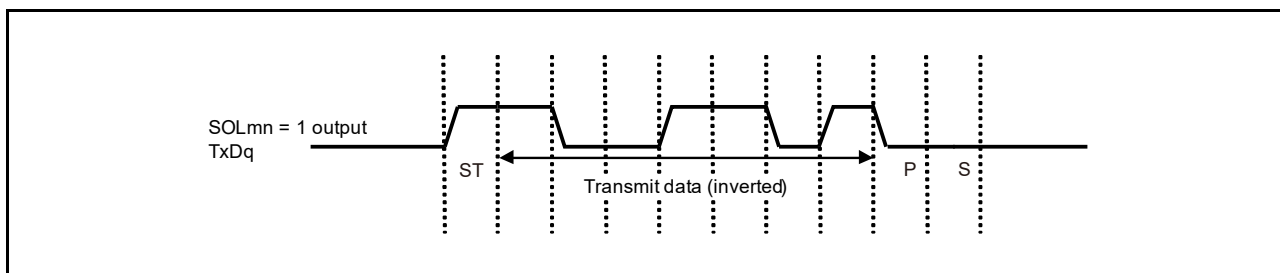 SOLmn = 1 output
TxDq
ST
P
S
Transmit data (inverted)